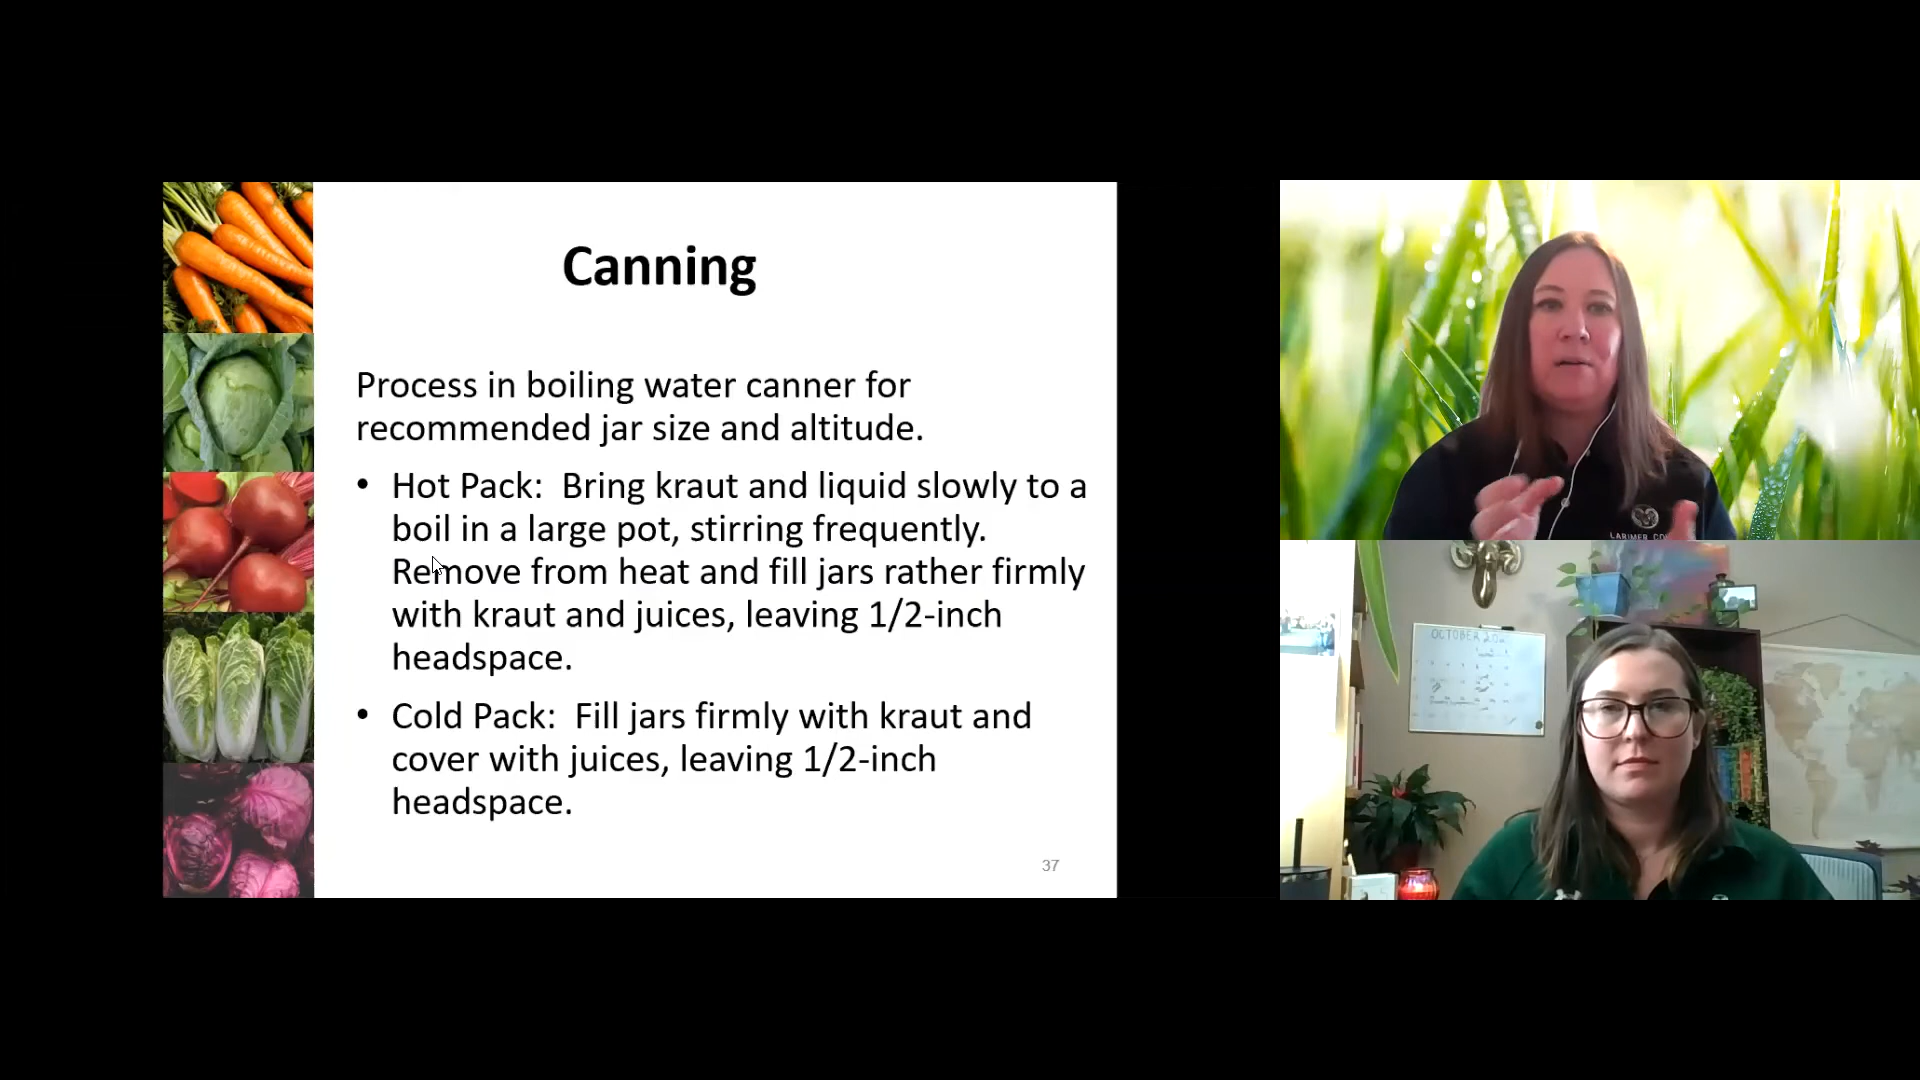 Canning
Process in boiling water canner for
recommended jar size and altitude.
• Hot Pack:  Bring kraut and liquid slowly to a
boil in a large pot, stirring frequently.
Remove from heat and fill jars rather firmly
with kraut and juices, leaving 1/2-inch
headspace.
• Cold Pack:  Fill jars firmly with kraut and
cover with juices, leaving 1/2-inch
headspace.
37
LARIMER
OCTOBER